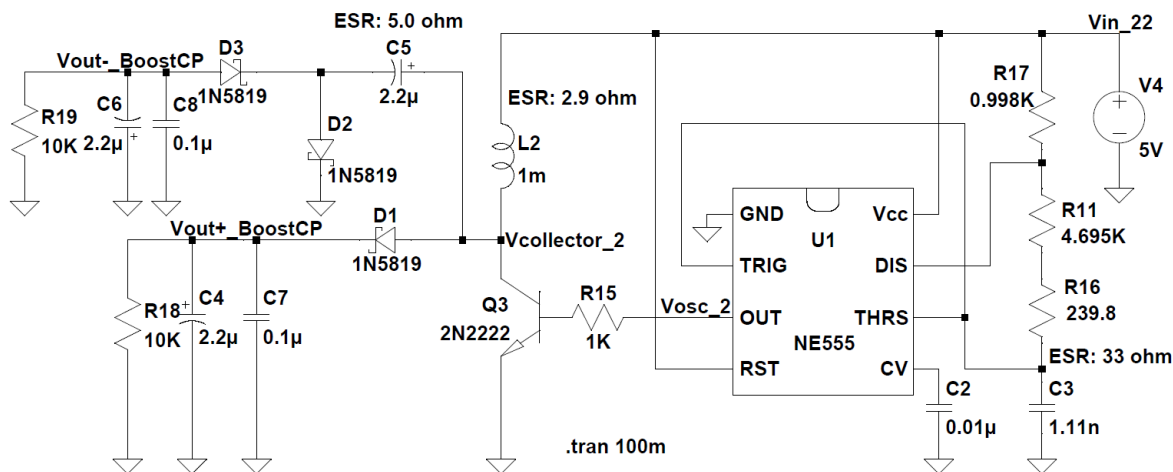 ESR: 5.0 ohm
Vin_22
D3
C5
Vout-_BoostCP
+
R17
V4
1N5819
2.2µ
ESR: 2.9 ohm
0.998K
+
R19
C6
C8
D2
L2
−
10K
2.2µ
0.1µ
5V
+
1N5819
1m
GND
Vcc
R11
D1
U1
4.695K
Vout+_BoostCP
Vcollector_2
1N5819
TRIG
DIS
R15
R16
+
C4
C7
Q3
Vosc_2
OUT
THRS
239.8
R18
2N2222
1K
NE555
10K
2.2µ
0.1µ
RST
CV
ESR: 33 ohm
C2
C3
0.01µ
1.11n
.tran 100m